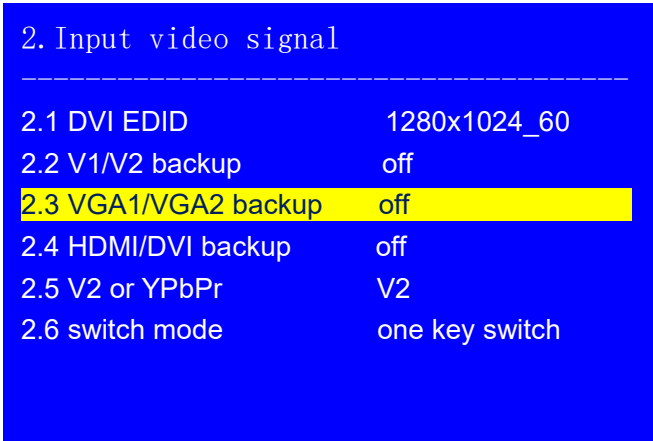 2.Input video signal
--------------------------------------
2.1 DVI EDID 1280x1024_60
2.2 V1/V2 backup off
2.3 VGA1/VGA2 backup off
2.4 HDMI/DVI backup off
2.5 V2 or YPbPr V2
2.6 switch mode one key switch